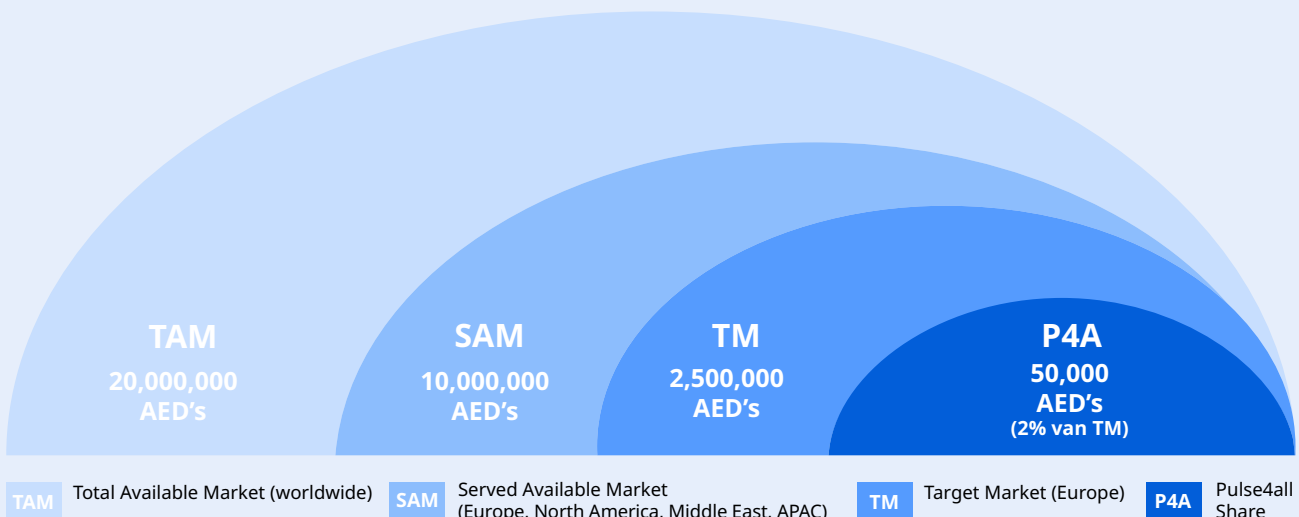 TAM
20,000,000
AED's
SAM
10,000,000
AED's
TM
2,500,000
AED's
P4A
50,000
AED's
(2% van TM)
TAM
Total Available Market (worldwide)
SAM
Served Available Market
(Europe, North America, Middle East, APAC)
TM
Target Market (Europe)
P4A
Pulse4all
Share